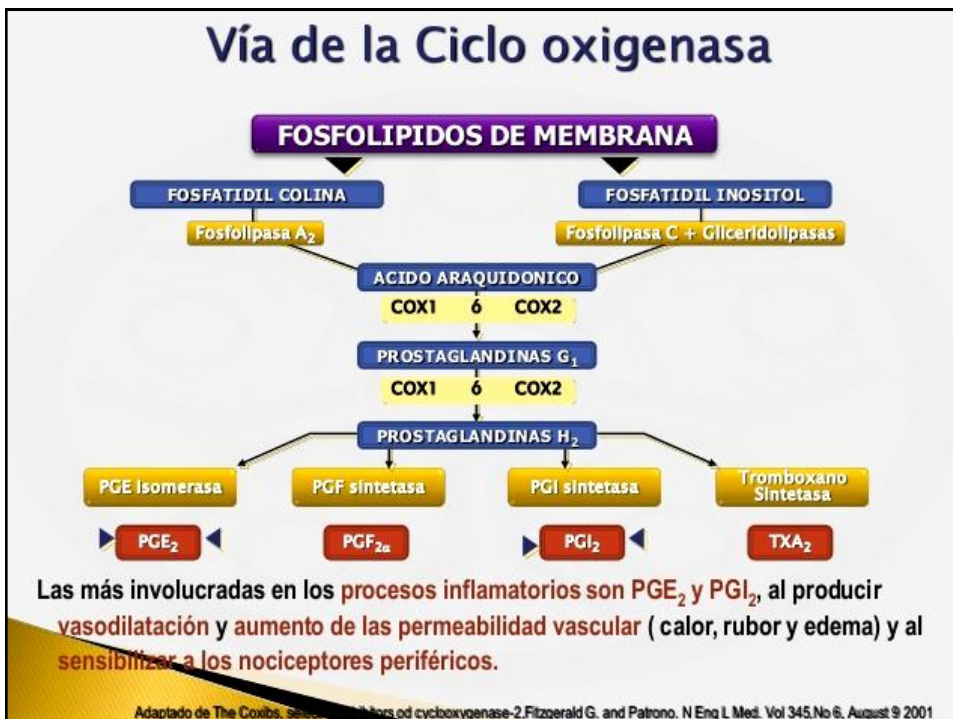 Vía de la Ciclo oxigenasa
FOSFOLIPIDOS DE MEMBRANA
FOSFATIDIL COLINA
FOSFATIDIL INOSITOL
Fosfolipasa A₂
Fosfolipasa C + Gliceridolipasas
ACIDO ARAQUIDONICO
COX1 ó COX2
PROSTAGLANDINAS G₁
COX1 ó COX2
PROSTAGLANDINAS H₂
PGE Isomerasa
PGF sintetasa
PGI sintetasa
Tromboxano
Sintetasa
PGE₂
PGF₂α
PGI₂
TXA₂
Las más involucradas en los procesos inflamatorios son PGE₂ y PGI₂, al producir
vasodilatación y aumento de las permeabilidad vascular ( calor, rubor y edema) y al
sensibilizar a los nociceptores periféricos.
Adaptado de The Coxibs, od cyclooxygenase-2.Fitzgerald G. and Patrono. N Eng L Med. Vol 345.No 6, August 9 2001